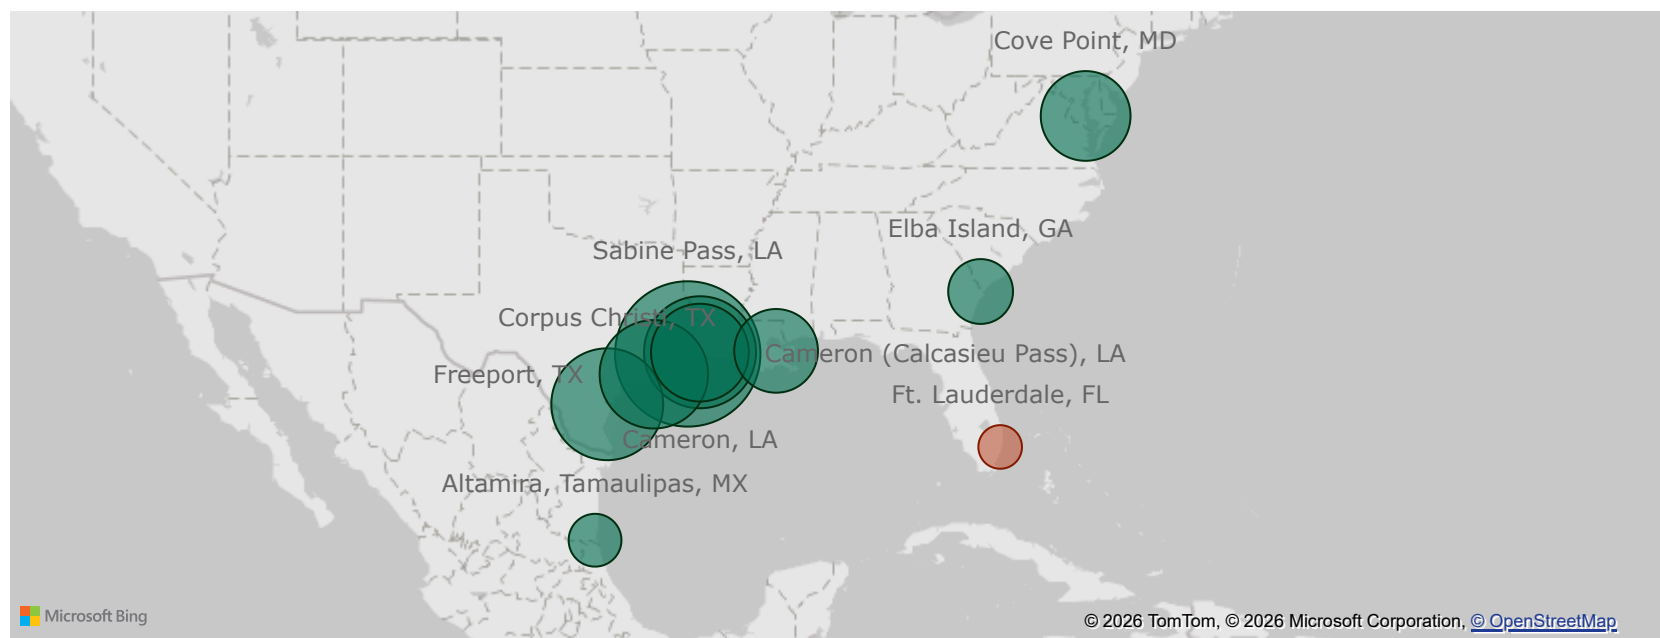 Cove Point, MD
Elba Island, GA
Sabine Pass, LA
Corpus Christi, TX
Cameron (Calcasieu Pass), LA
Freeport, TX
Ft. Lauderdale, FL
Cameron, LA
Altamira, Tamaulipas, MX
Microsoft Bing
© 2026 TomTom, © 2026 Microsoft Corporation, © OpenStreetMap